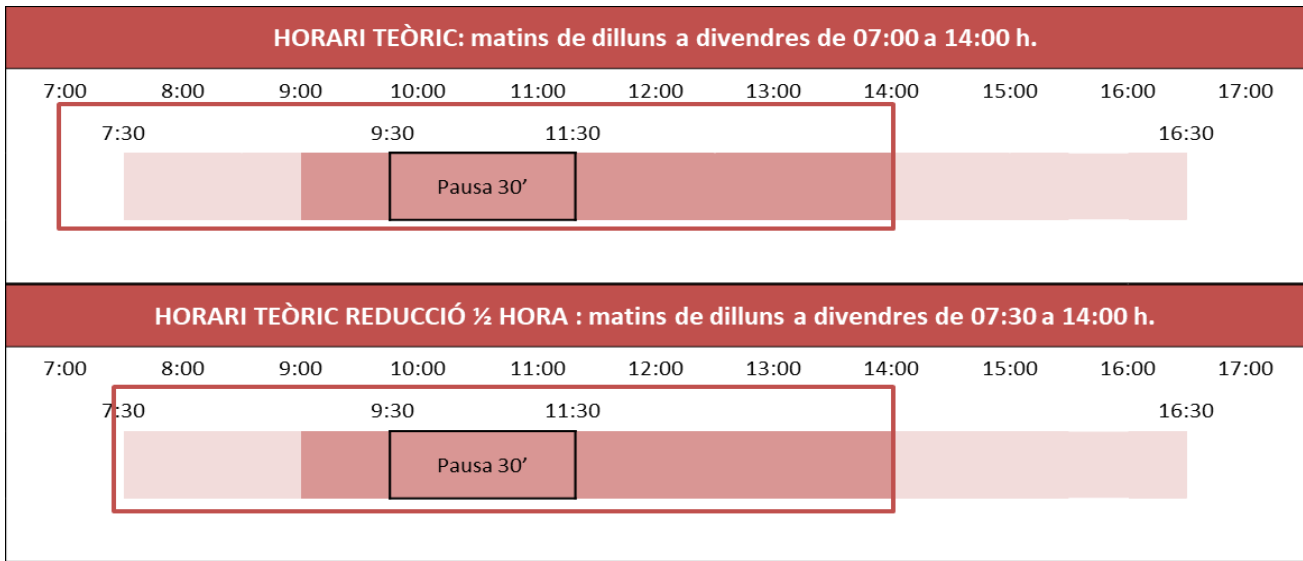 HORARI TEÒRIC: matins de dilluns a divendres de 07:00 a 14:00 h.
7:00 8:00 9:00 10:00 11:00 12:00 13:00 14:00 15:00 16:00 17:00
7:30 9:30 11:30 16:30
Pausa 30’
HORARI TEÒRIC REDUCCIÓ ½ HORA : matins de dilluns a divendres de 07:30 a 14:00 h.
7:00 8:00 9:00 10:00 11:00 12:00 13:00 14:00 15:00 16:00 17:00
7:30 9:30 11:30 16:30
Pausa 30’